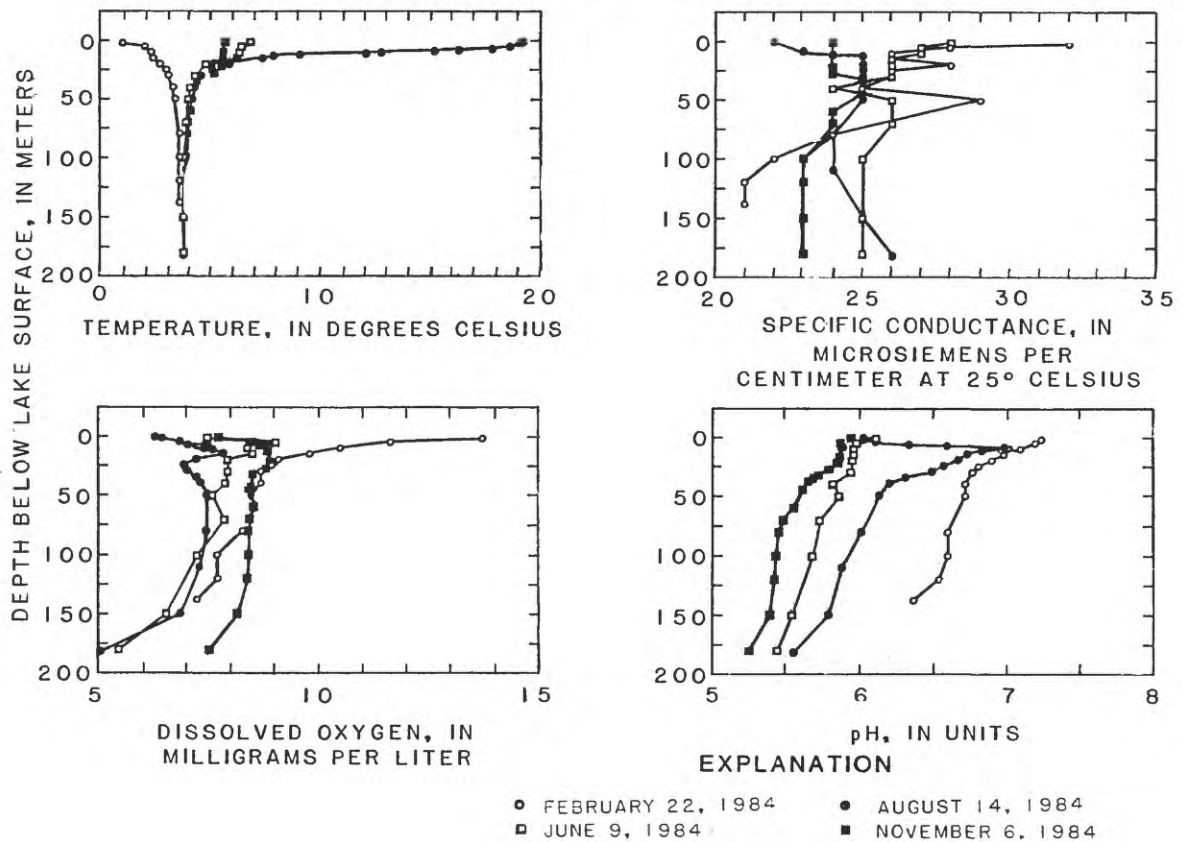 DEPTH BELOW LAKE SURFACE, IN METERS
0
50
100
150
200
0 5 10 20
TEMPERATURE, IN DEGREES CELSIUS
0
50
100
150
200
20 25 30 35
SPECIFIC CONDUCTANCE, IN
MICROSIEMENS PER
CENTIMETER AT 25° CELSIUS
0
50
100
150
200
5 10 15
DISSOLVED OXYGEN, IN
MILLIGRAMS PER LITER
0
50
100
150
200
5 6 7 8
pH, IN UNITS
EXPLANATION
FEBRUARY 22, 1984
JUNE 9, 1984
AUGUST 14, 1984
NOVEMBER 6, 1984